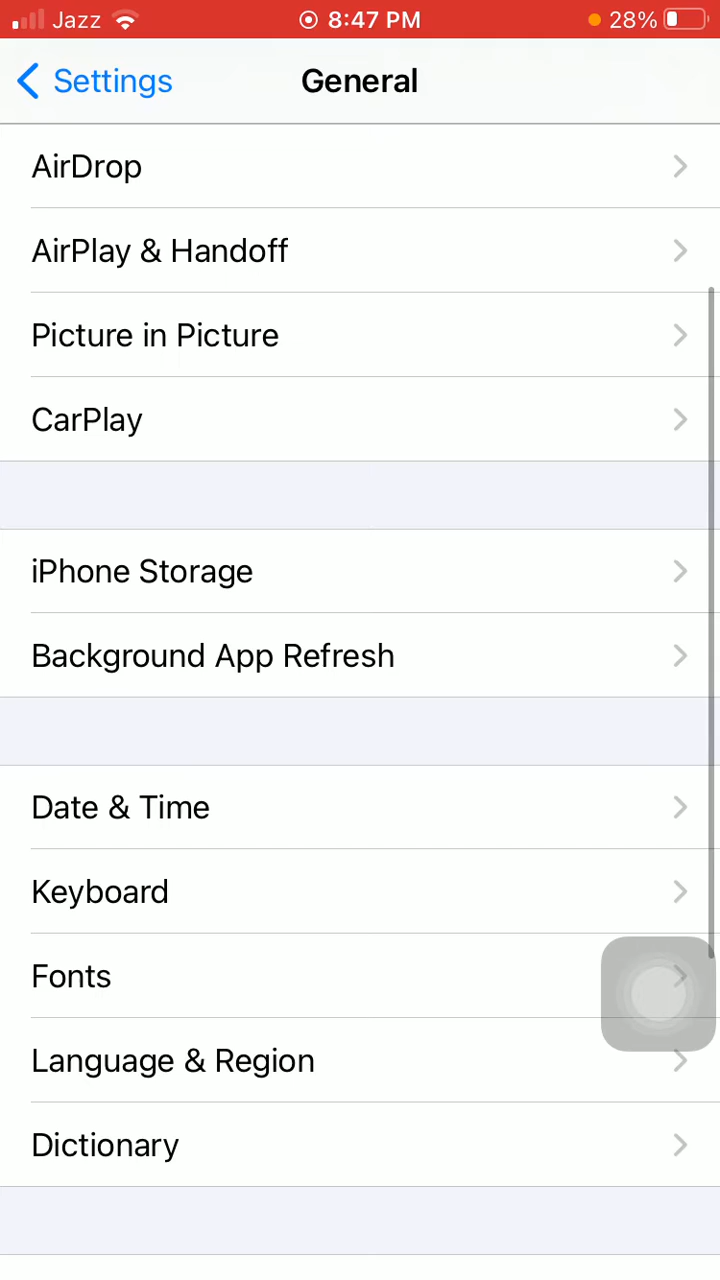 Jazz 8:47 PM 28%
Settings General
AirDrop
AirPlay & Handoff
Picture in Picture
CarPlay
iPhone Storage
Background App Refresh
Date & Time
Keyboard
Fonts
Language & Region
Dictionary